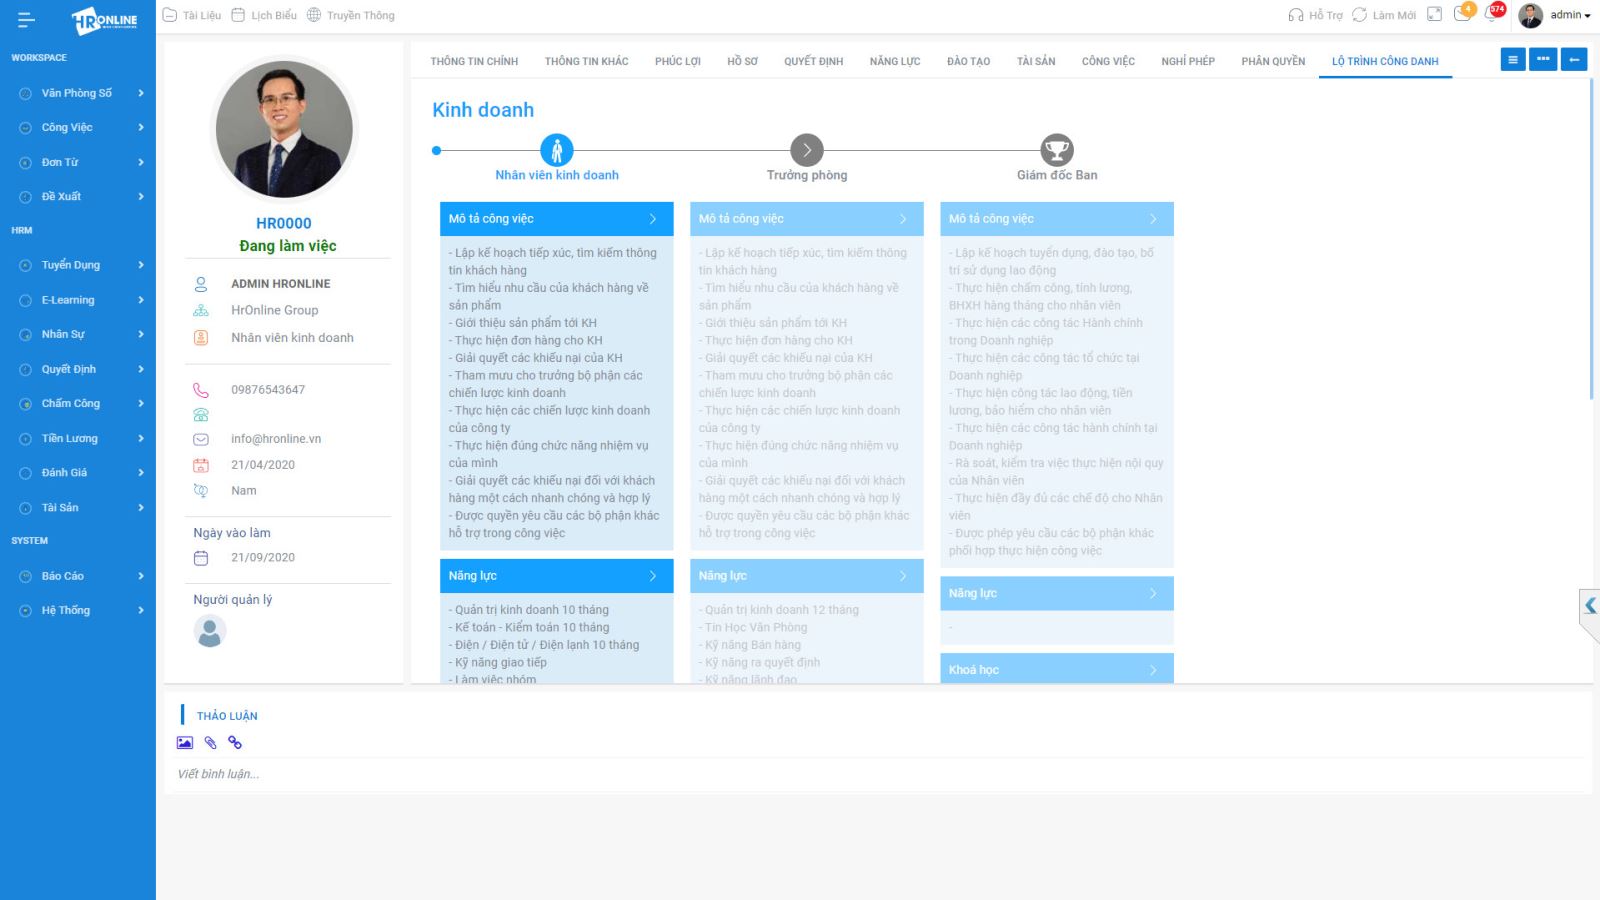 HRONLINE
Tài Liệu
Lịch Biểu
Truyền Thông
Hỗ Trợ
Làm Mới
4
574
admin
WORKSPACE
Văn Phòng Số
Công Việc
Đơn Từ
Đề Xuất
HRM
Tuyển Dụng
E-Learning
Nhân Sự
Quyết Định
Chấm Công
Tiền Lương
Đánh Giá
Tài Sản
SYSTEM
Báo Cáo
Hệ Thống
HR0000
Đang làm việc
ADMIN HRONLINE
HrOnline Group
Nhân viên kinh doanh
09876543647
info@hronline.vn
21/04/2020
Nam
Ngày vào làm
21/09/2020
Người quản lý
THÔNG TIN CHÍNH
THÔNG TIN KHÁC
PHÚC LỢI
HỒ SƠ
QUYẾT ĐỊNH
NĂNG LỰC
ĐÀO TẠO
TÀI SẢN
CÔNG VIỆC
NGHỈ PHÉP
PHÂN QUYỀN
LỘ TRÌNH CÔNG DANH
Kinh doanh
Nhân viên kinh doanh
Trưởng phòng
Giám đốc Ban
Mô tả công việc
- Lập kế hoạch tiếp xúc, tìm kiếm thông
tin khách hàng
- Tìm hiểu nhu cầu của khách hàng về
sản phẩm
- Giới thiệu sản phẩm tới KH
- Thực hiện đơn hàng cho KH
- Giải quyết các khiếu nại của KH
- Tham mưu cho trưởng bộ phận các
chiến lược kinh doanh
- Thực hiện các chiến lược kinh doanh
của công ty
- Thực hiện đúng chức năng nhiệm vụ
của mình
- Giải quyết các khiếu nại đối với khách
hàng một cách nhanh chóng và hợp lý
- Được quyền yêu cầu các bộ phận khác
hỗ trợ trong công việc
Năng lực
- Quản trị kinh doanh 10 tháng
- Kế toán - Kiểm toán 10 tháng
- Điện / Điện tử / Điện lạnh 10 tháng
- Kỹ năng giao tiếp
- Làm việc nhóm
Mô tả công việc
- Lập kế hoạch tiếp xúc, tìm kiếm thông
tin khách hàng
- Tìm hiểu nhu cầu của khách hàng về
sản phẩm
- Giới thiệu sản phẩm tới KH
- Thực hiện đơn hàng cho KH
- Giải quyết các khiếu nại của KH
- Tham mưu cho trưởng bộ phận các
chiến lược kinh doanh
- Thực hiện các chiến lược kinh doanh
của công ty
- Thực hiện đúng chức năng nhiệm vụ
của mình
- Giải quyết các khiếu nại đối với khách
hàng một cách nhanh chóng và hợp lý
- Được quyền yêu cầu các bộ phận khác
hỗ trợ trong công việc
Năng lực
- Quản trị kinh doanh 12 tháng
- Tin Học Văn Phòng
- Kỹ năng Bán hàng
- Kỹ năng ra quyết định
- Kỹ năng lãnh đạo
Mô tả công việc
- Lập kế hoạch tuyển dụng, đào tạo, bố
trí sử dụng lao động
- Thực hiện chấm công, tính lương,
BHXH hàng tháng cho nhân viên
- Thực hiện các công tác Hành chính
trong Doanh nghiệp
- Thực hiện các công tác tổ chức tại
Doanh nghiệp
- Thực hiện công tác lao động, tiền
lương, bảo hiểm cho nhân viên
- Thực hiện các công tác hành chính tại
Doanh nghiệp
- Rà soát, kiểm tra việc thực hiện nội quy
của Nhân viên
- Thực hiện đầy đủ các chế độ cho Nhân
viên
- Được phép yêu cầu các bộ phận khác
phối hợp thực hiện công việc
Năng lực
-
Khoá học
THẢO LUẬN
Viết bình luận...